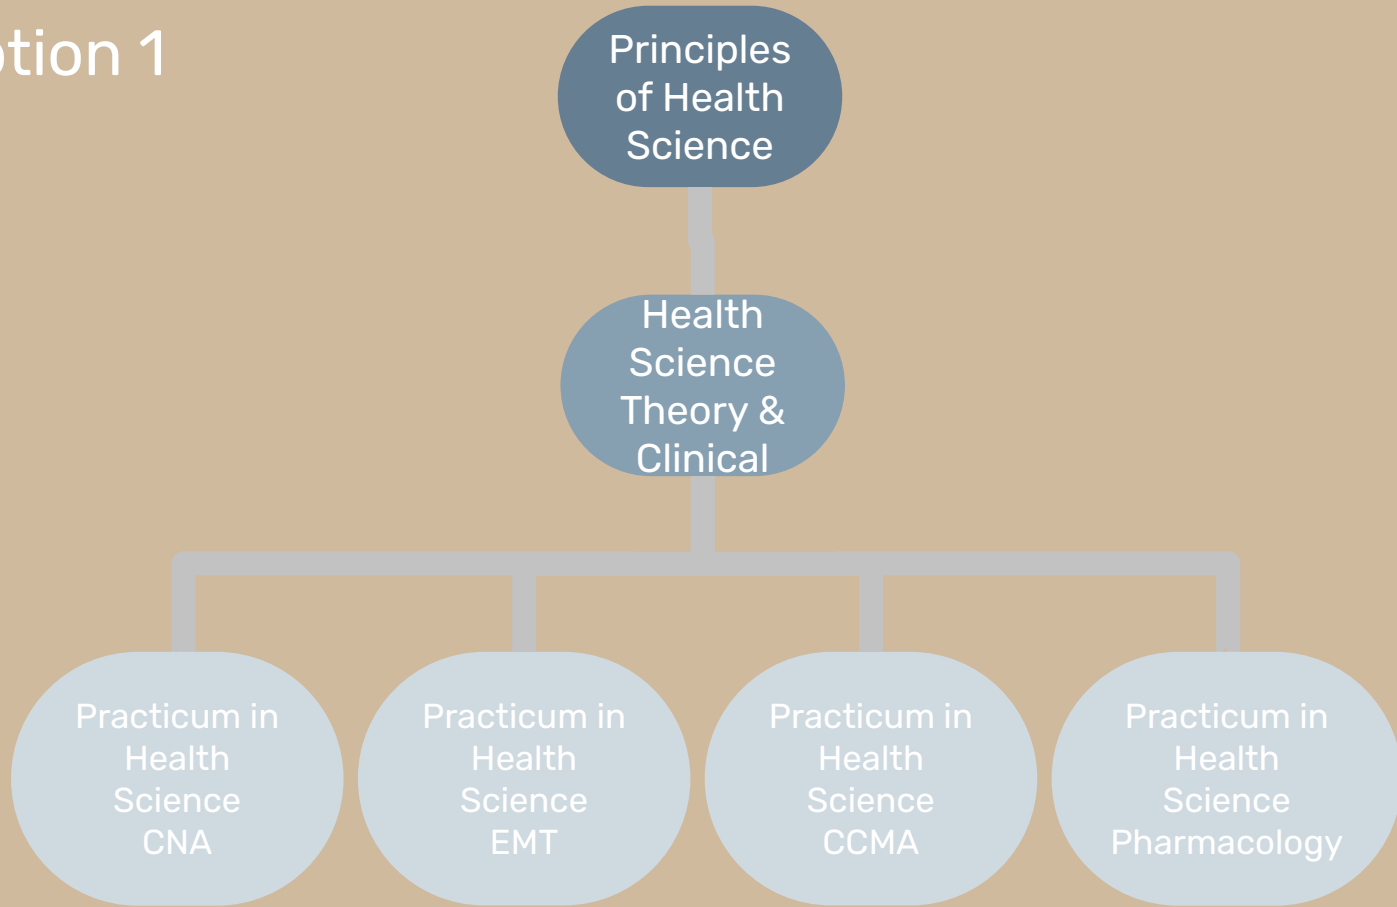 ption 1
Principles
of Health
Science
Health
Science
Theory &
Clinical
Practicum in
Health
Science
CNA
Practicum in
Health
Science
EMT
Practicum in
Health
Science
CCMA
Practicum in
Health
Science
Pharmacology